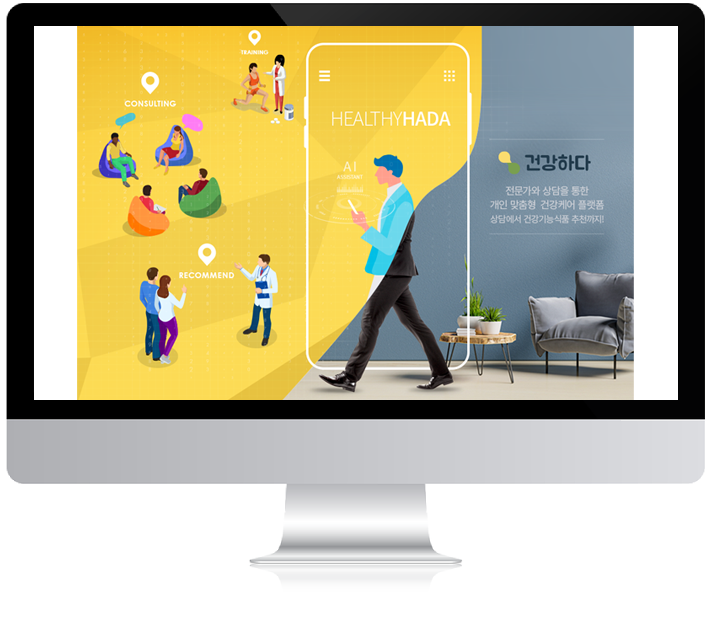 TRAINING
CONSULTING
RECOMMEND
HEALTHYHADA
AI
ASSISTANT
건강하다
전문가와 상담을 통한
개인 맞춤형 건강케어 플랫폼
상담에서 건강기능식품 추천까지!